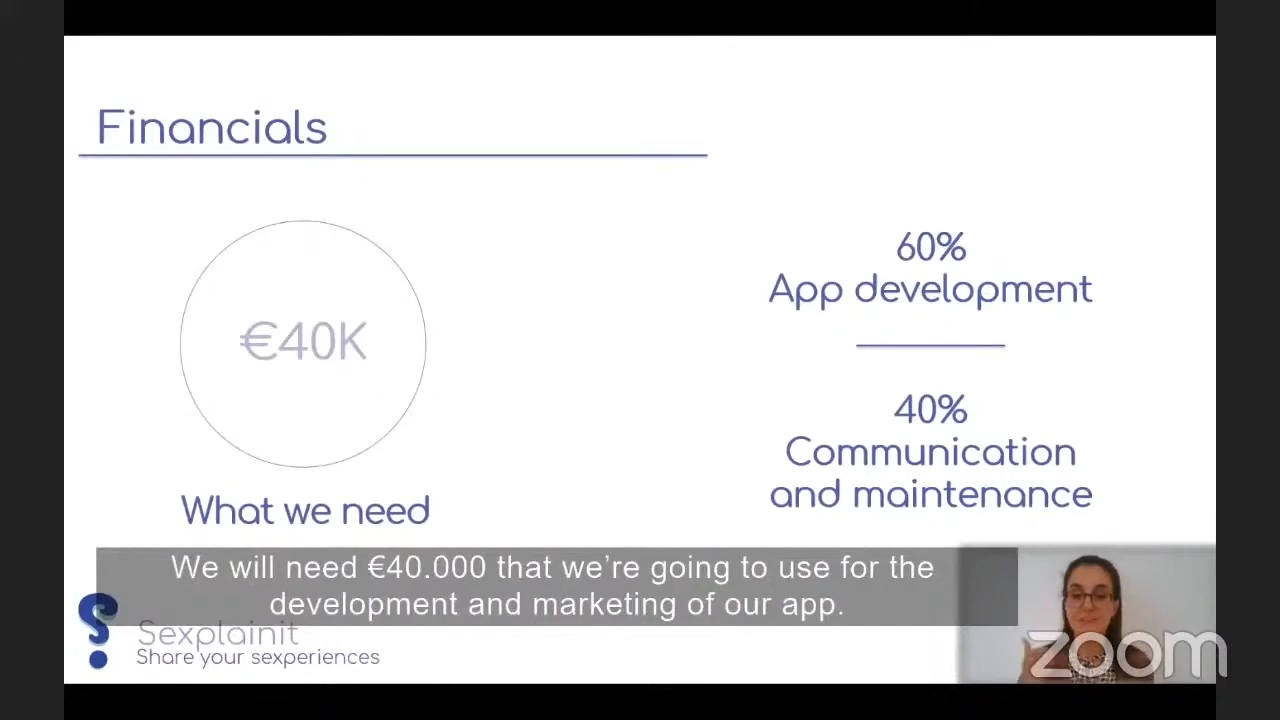 Financials
€40K
What we need
60%
App development
40%
Communication
and maintenance
We will need €40.000 that we're going to use for the
development and marketing of our app.
Sexplainit
Share your sexperiences
zoom